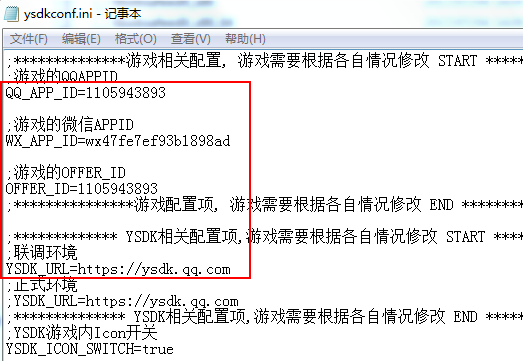 ysdkconf.ini - 记事本
文件(F) 编辑(E) 格式(O) 查看(V) 帮助(H)
;**************游戏相关配置, 游戏需要根据各自情况修改 START ******
;游戏的QQAPPID
QQ_APP_ID=1105943893
;游戏的微信APPID
WX_APP_ID=wx47fe7ef93b1898ad
;游戏的OFFER_ID
OFFER_ID=1105943893
;***************游戏配置项, 游戏需要根据各自情况修改 END *********
;************* YSDK相关配置项,游戏需要根据各自情况修改 START ****
;联调环境
YSDK_URL=https://ysdk.qq.com
;正式环境
;YSDK_URL=https://ysdk.qq.com
;************** YSDK相关配置项,游戏需要根据各自情况修改 END *****
;YSDK游戏内Icon开关
YSDK_ICON_SWITCH=true